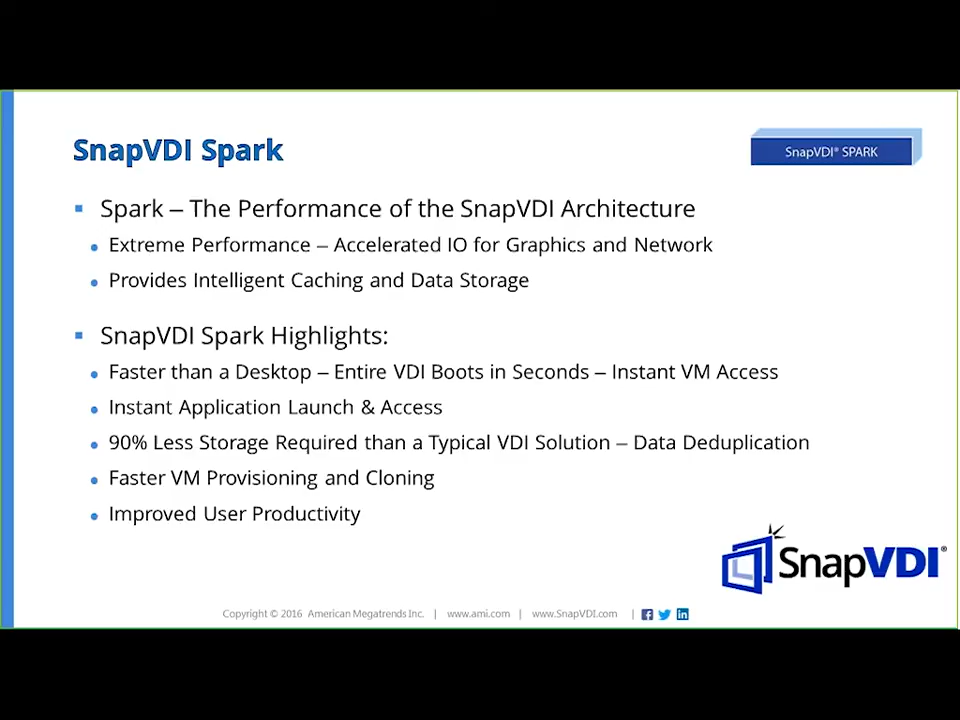 SnapVDI Spark
SnapVDI® SPARK
Spark – The Performance of the SnapVDI Architecture
Extreme Performance – Accelerated IO for Graphics and Network
Provides Intelligent Caching and Data Storage
SnapVDI Spark Highlights:
Faster than a Desktop – Entire VDI Boots in Seconds – Instant VM Access
Instant Application Launch & Access
90% Less Storage Required than a Typical VDI Solution – Data Deduplication
Faster VM Provisioning and Cloning
Improved User Productivity
SnapVDI®
Copyright © 2016 American Megatrends Inc. | www.ami.com | www.SnapVDI.com |